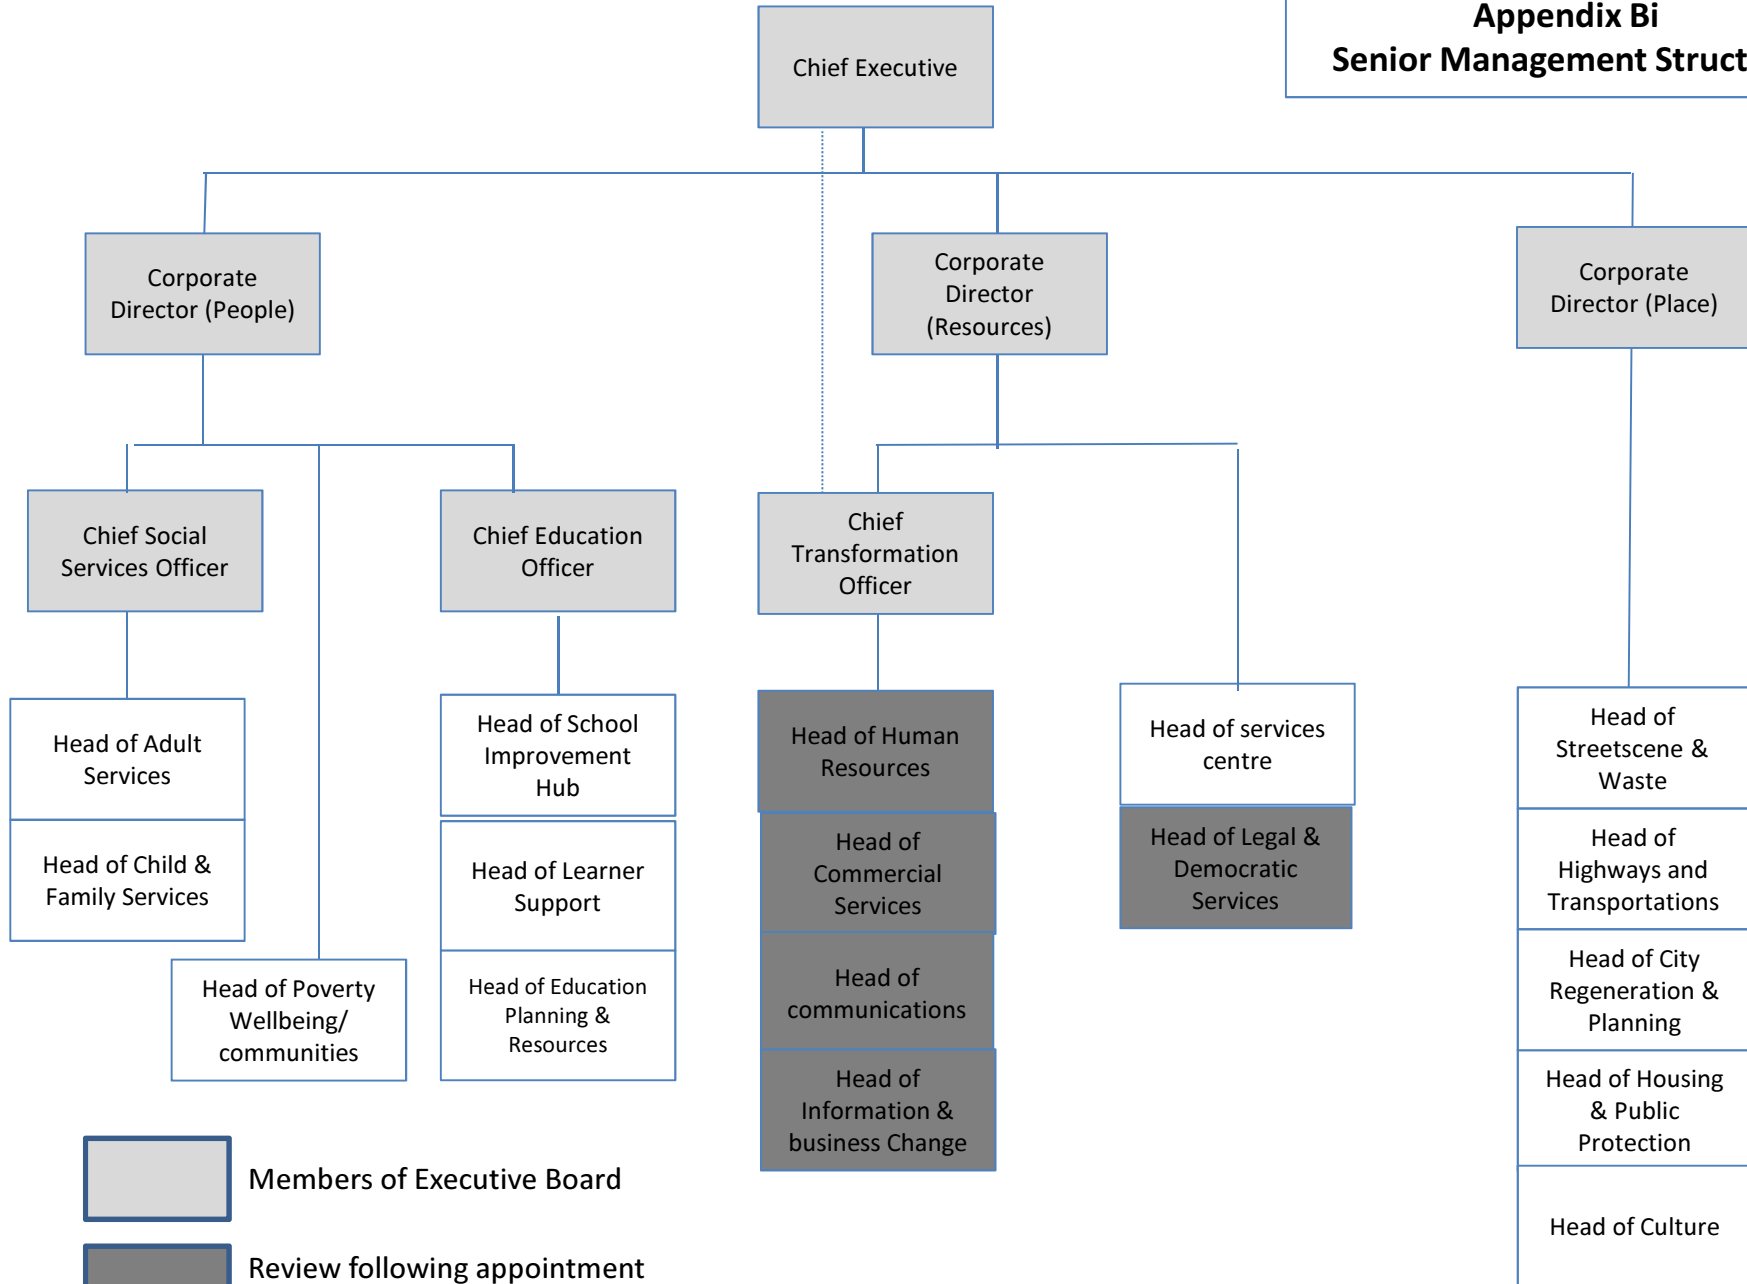 Appendix Bi
Senior Management Struct
Chief Executive
Corporate
Director (People)
Corporate
Director
(Resources)
Corporate
Director (Place)
Chief Social
Services Officer
Chief Education
Officer
Chief
Transformation
Officer
Head of Adult
Services
Head of Child &
Family Services
Head of Poverty
Wellbeing/
communities
Head of School
Improvement
Hub
Head of Learner
Support
Head of Education
Planning &
Resources
Head of Human
Resources
Head of
Commercial
Services
Head of
communications
Head of
Information &
business Change
Head of services
centre
Head of Legal &
Democratic
Services
Head of
Streetscene &
Waste
Head of
Highways and
Transportations
Head of City
Regeneration &
Planning
Head of Housing
& Public
Protection
Head of Culture
Members of Executive Board
Review following appointment